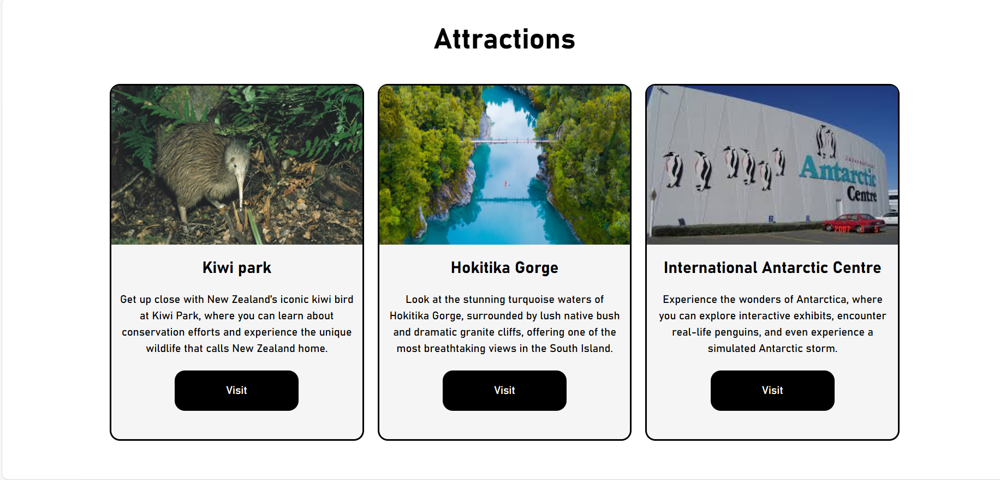 Attractions
International
Antarctic
Centre
2007 3 5
Kiwi park
Get up close with New Zealand's iconic kiwi bird
at Kiwi Park, where you can learn about
conservation efforts and experience the unique
wildlife that calls New Zealand home.
Visit
Hokitika Gorge
Look at the stunning turquoise waters of
Hokitika Gorge, surrounded by lush native bush
and dramatic granite cliffs, offering one of the
most breathtaking views in the South Island.
Visit
International Antarctic Centre
Experience the wonders of Antarctica, where
you can explore interactive exhibits, encounter
real-life penguins, and even experience a
simulated Antarctic storm.
Visit